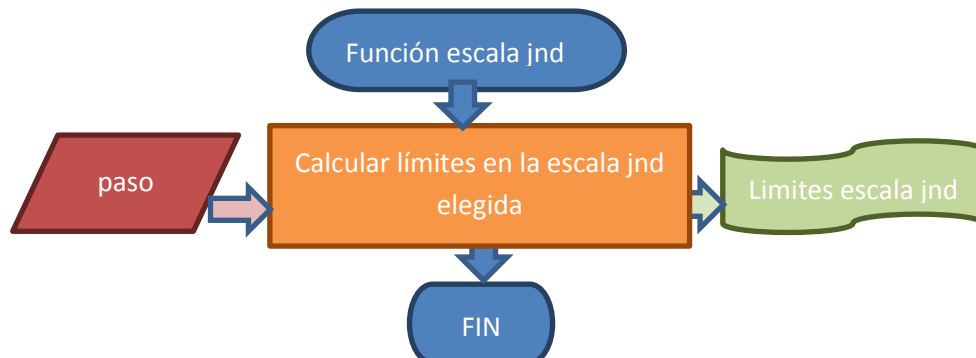 Función escala jnd
paso
Calcular límites en la escala jnd
elegida
Limites escala jnd
FIN